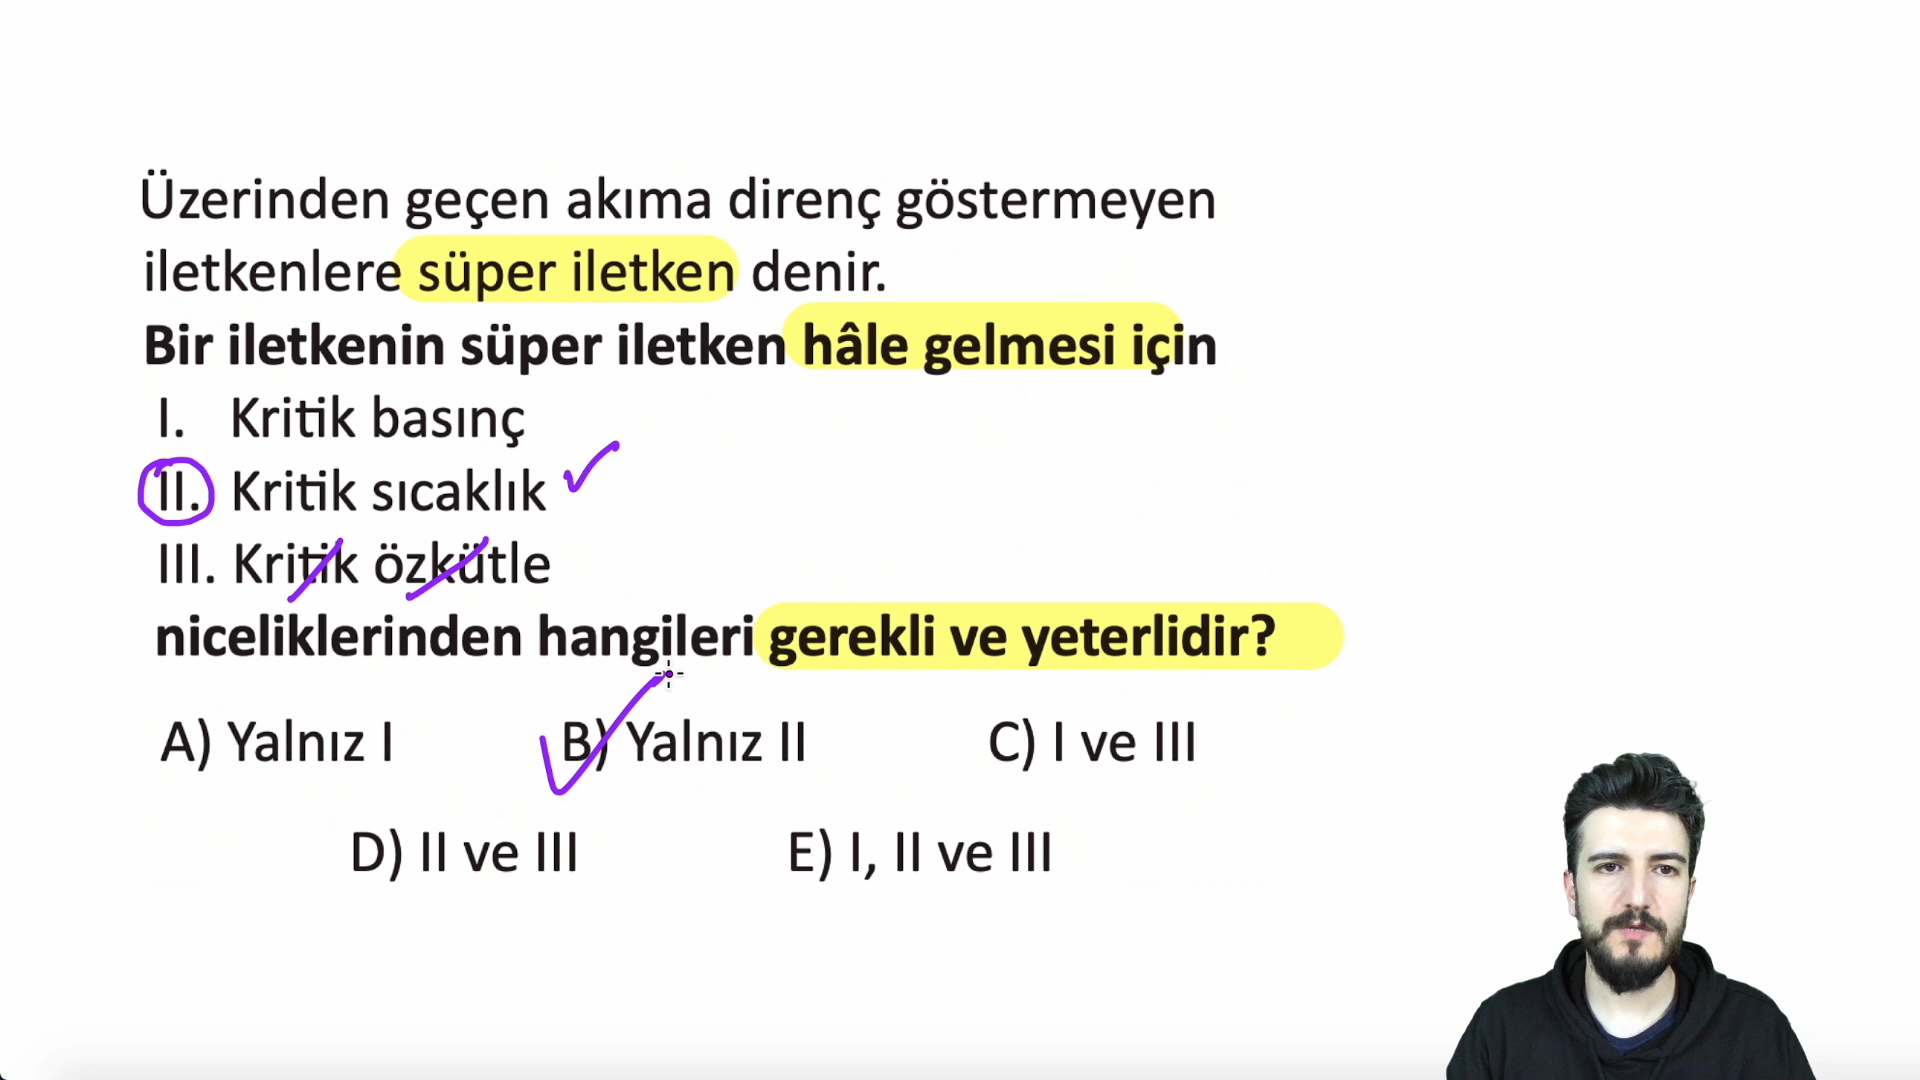 Üzerinden geçen akıma direnç göstermeyen
iletkenlere süper iletken denir.
Bir iletkenin süper iletken hâle gelmesi için
I. Kritik basınç
II. Kritik sıcaklık
III. Kritik özkütle
niceliklerinden hangileri gerekli ve yeterlidir?
A) Yalnız I B) Yalnız II C) I ve III
D) II ve III E) I, II ve III